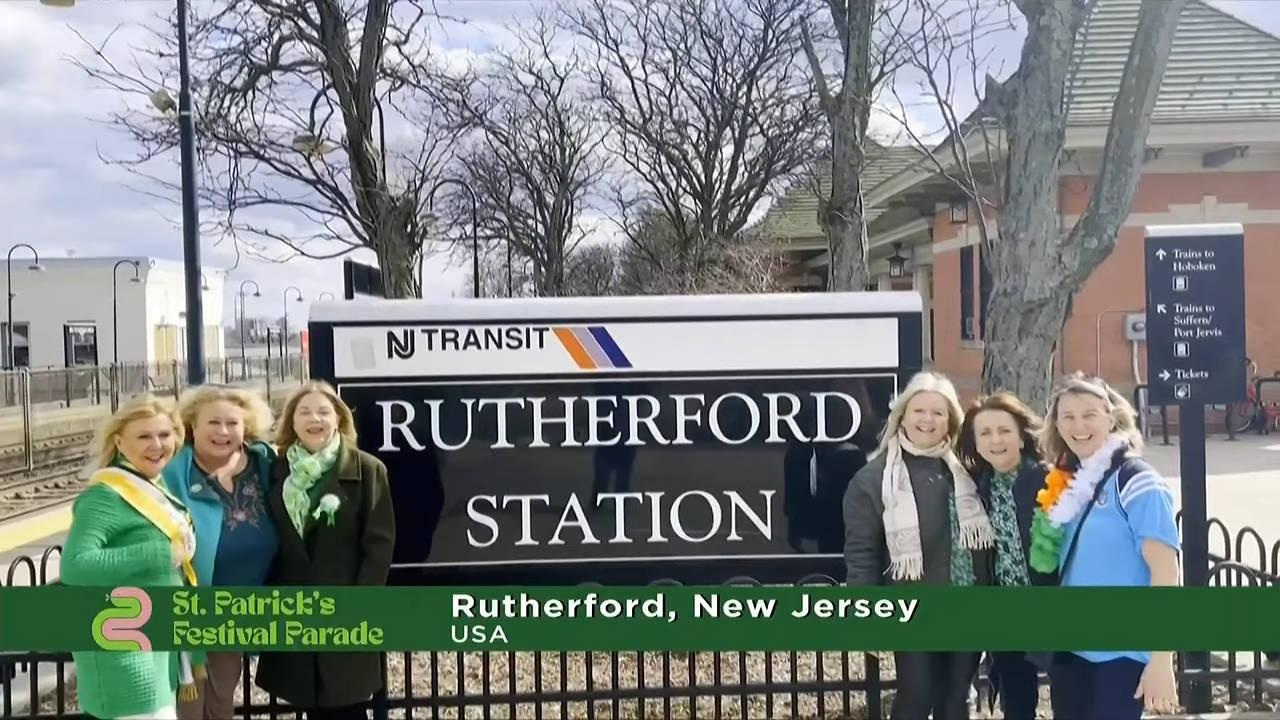 NJ TRANSIT
RUTHERFORD
STATION
Trains to
Hoboken
Trains to
Suffern/
Port Jervis
Tickets
St. Patrick's
Festival Parade
Rutherford, New Jersey
USA